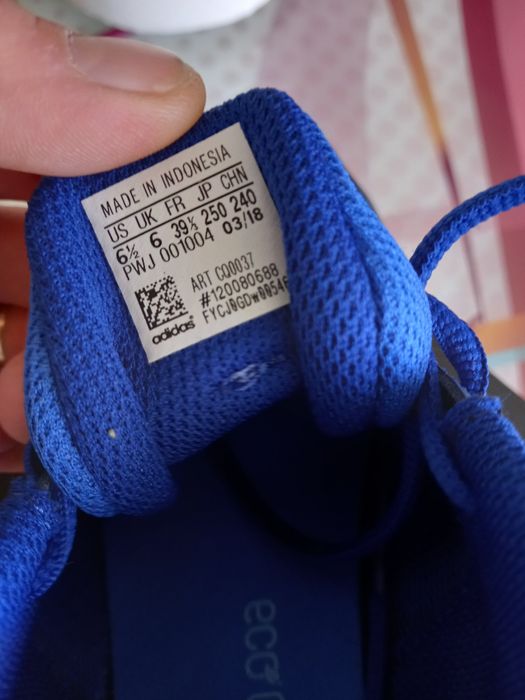 MADE IN INDONESIA
US UK FR JP CHN
6½ 6 39⅓ 250 240
PWJ 001004 03/18
ART CQ0037
#120080688
adidas
eco